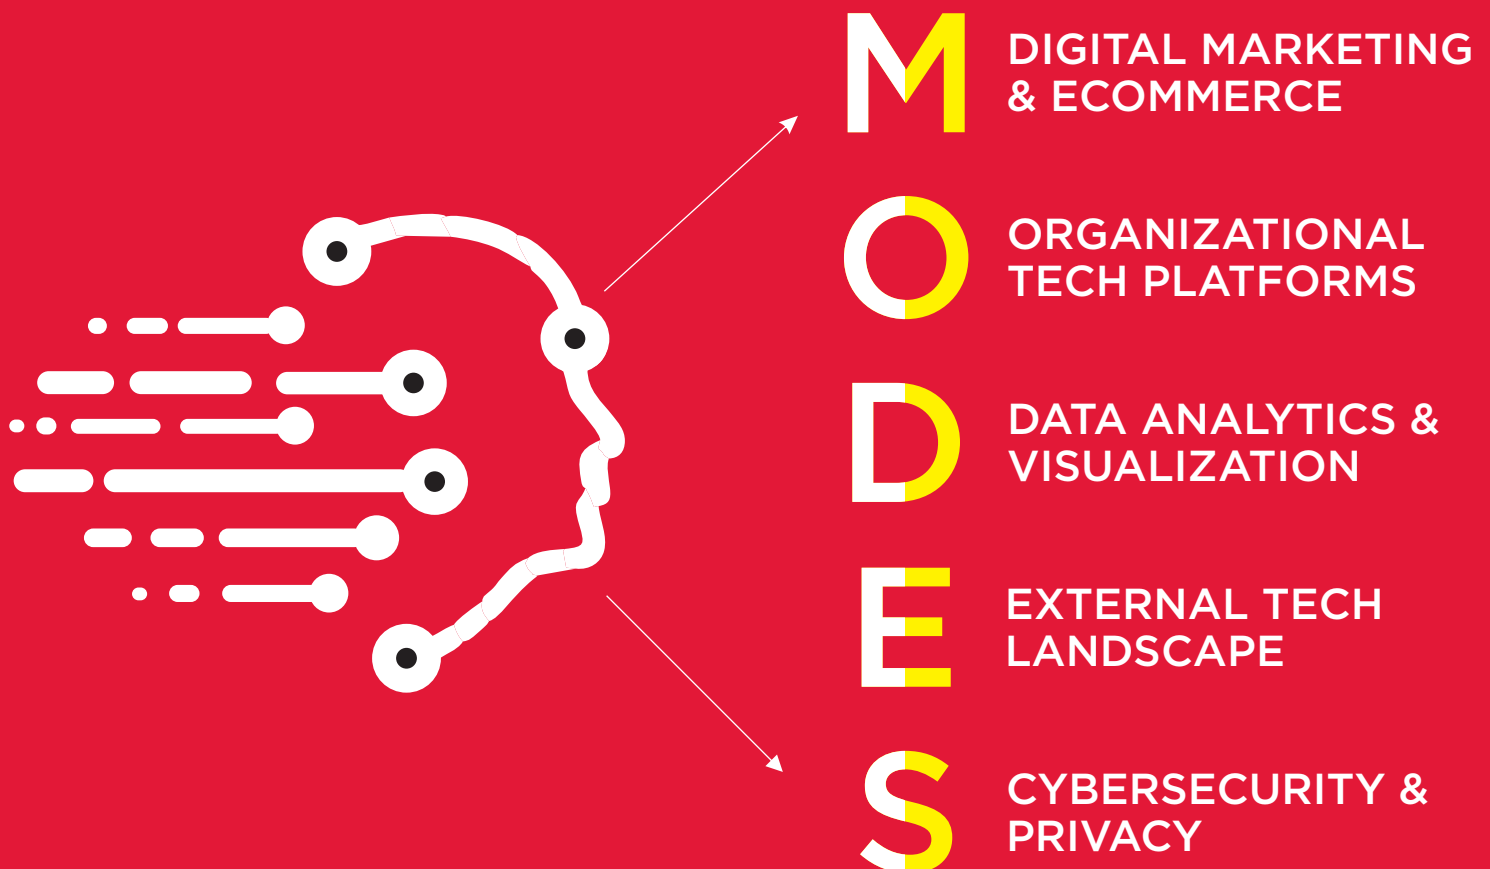 M
DIGITAL MARKETING
& ECOMMERCE
O
ORGANIZATIONAL
TECH PLATFORMS
D
DATA ANALYTICS &
VISUALIZATION
E
EXTERNAL TECH
LANDSCAPE
S
CYBERSECURITY &
PRIVACY